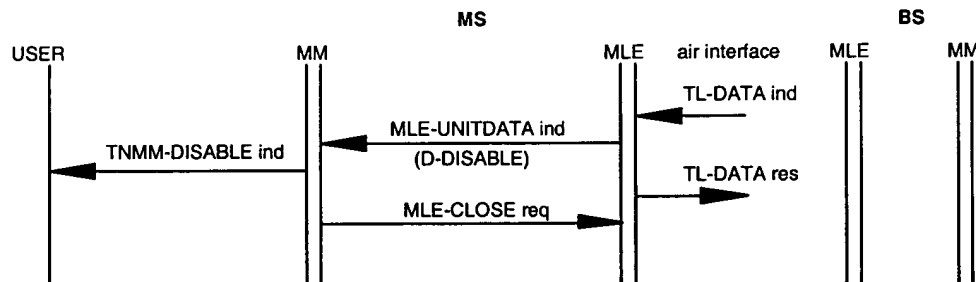 MS
BS
USER
MM
MLE
air interface
MLE
MM
TL-DATA ind
MLE-UNITDATA ind
(D-DISABLE)
TNMM-DISABLE ind
TL-DATA res
MLE-CLOSE req